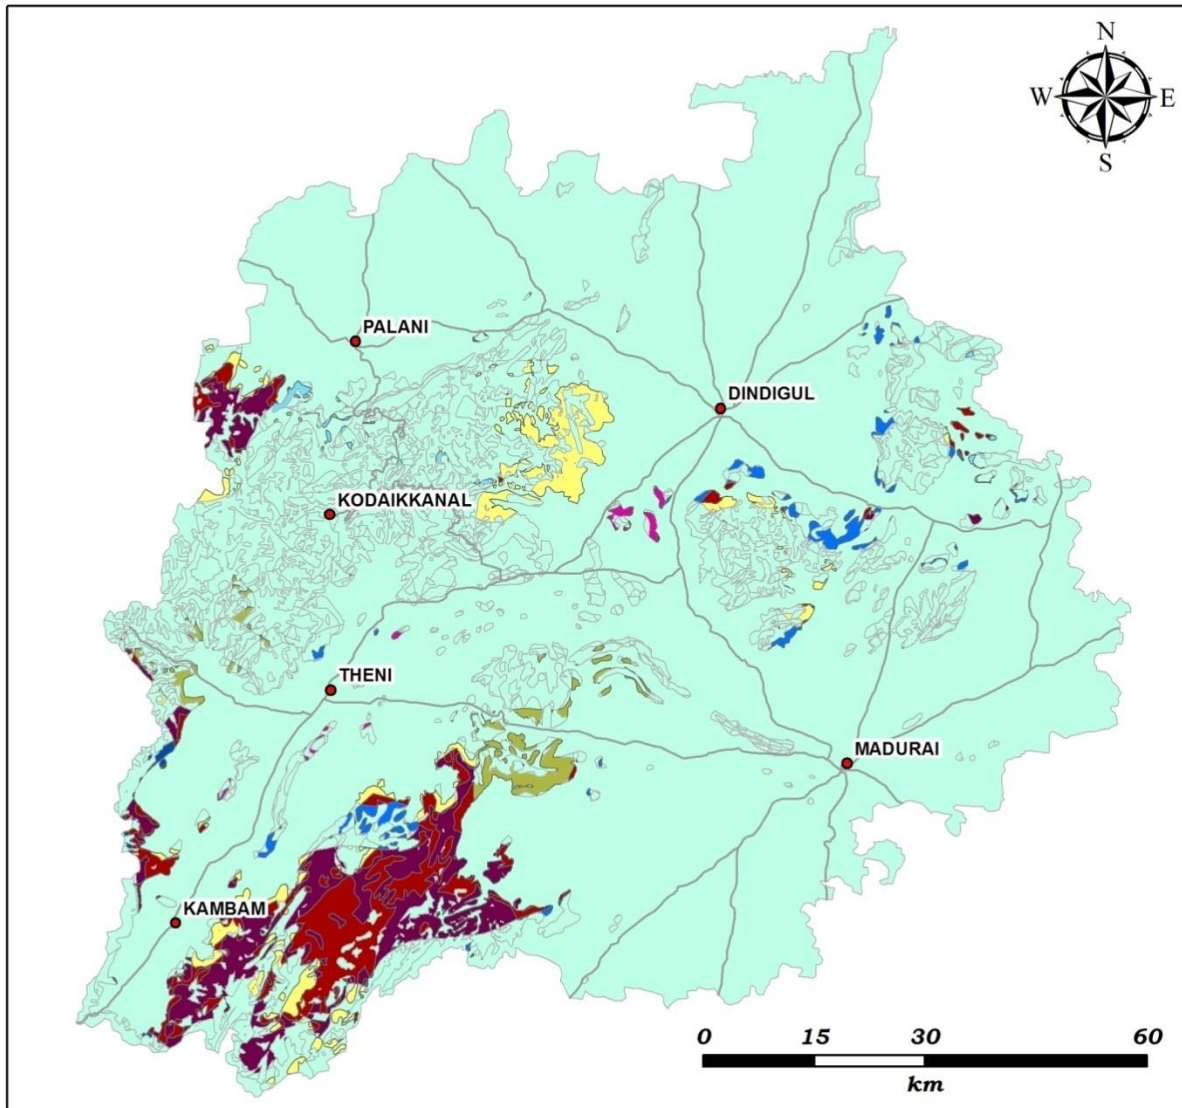 N
W E
S
PALANI
DINDIGUL
KODAIKKANAL
THENI
MADURAI
KAMBAM
0 15 30 60
km